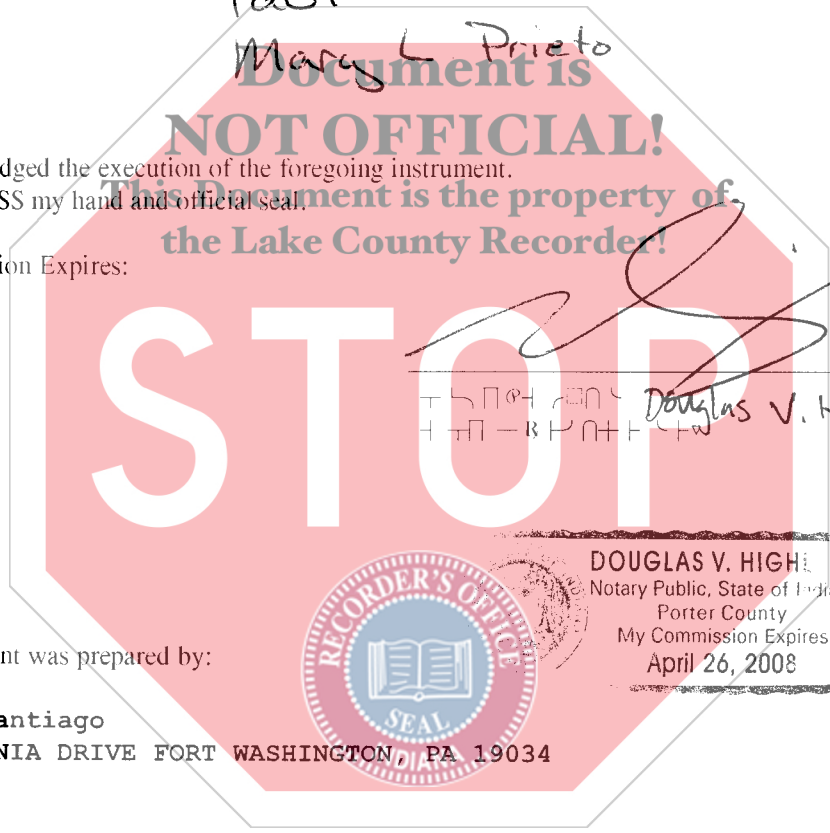 Mary L Prieto
Document is
NOT OFFICIAL!
dged the execution of the foregoing instrument.
This Document is the property of
SS my hand and official seal.
the Lake County Recorder!
ion Expires:
STOP
Douglas V. H
DOUGLAS V. HIGH
Notary Public, State of Indi
Porter County
My Commission Expires
April 26, 2008
RECORDER'S OFFICE
SEAL
INDIANA
nt was prepared by:
antiago
NIA DRIVE FORT WASHINGTON, PA 19034